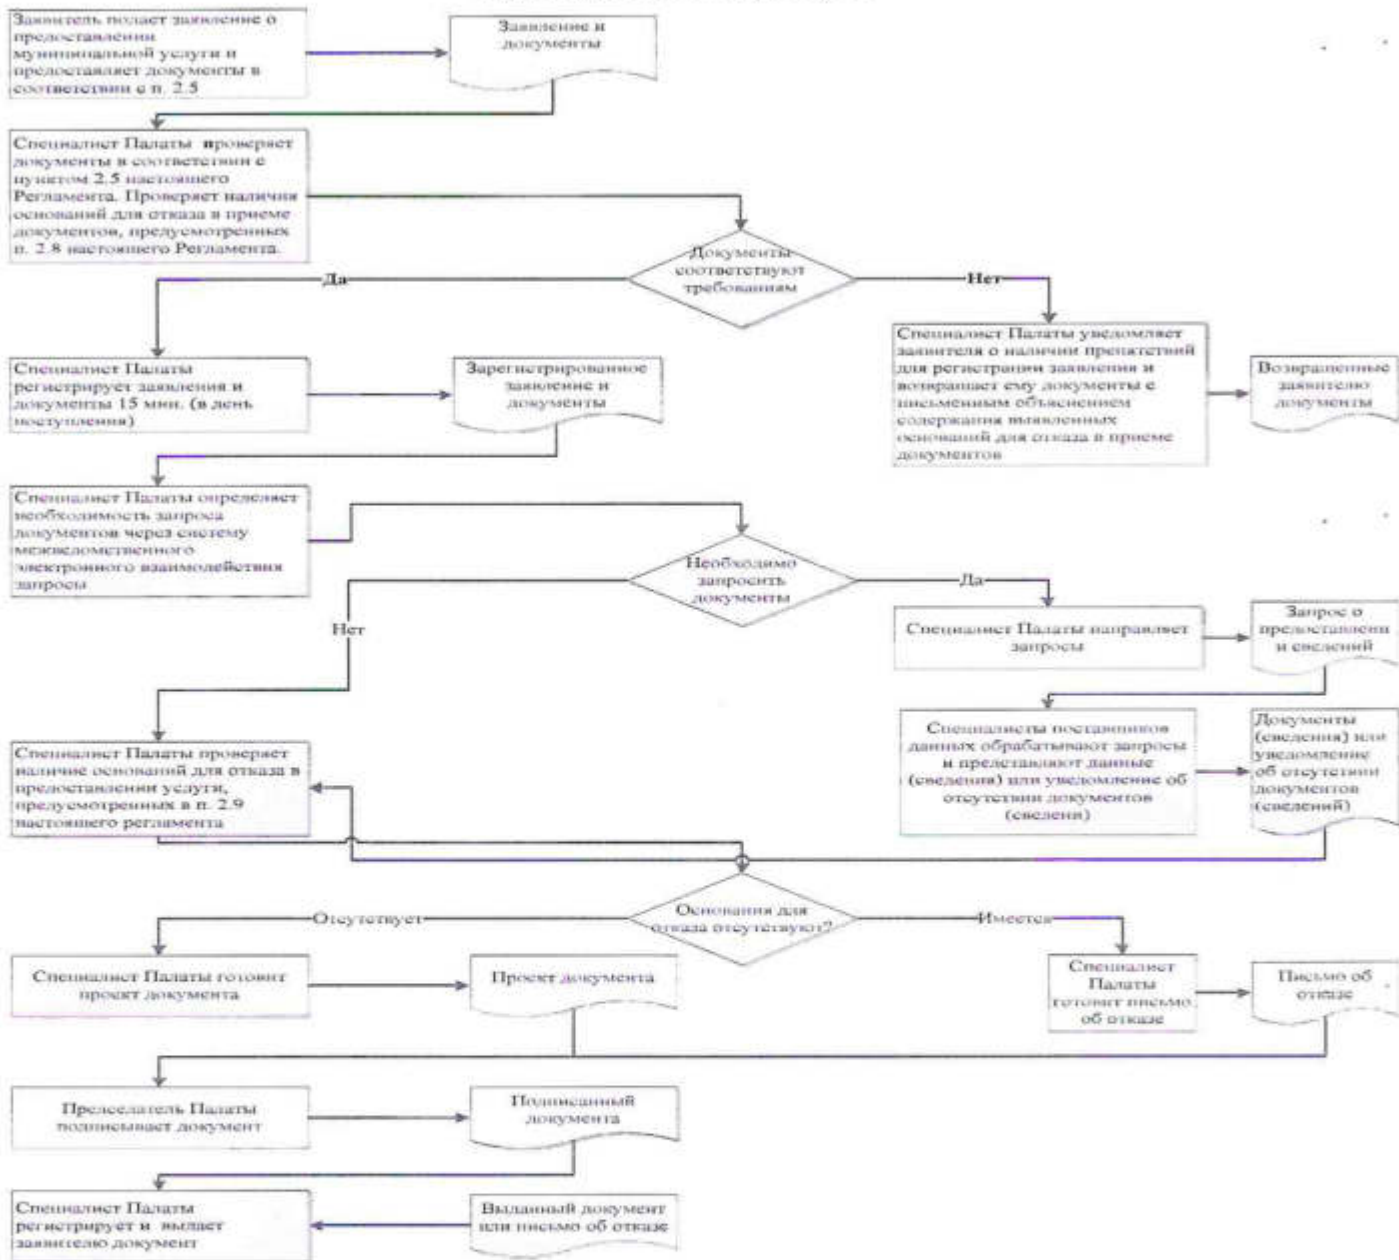 Заявитель подает заявление о
предоставлении
муниципальной услуги и
предоставляет документы в
соответствии с п. 2.5
Заявление и
документы
Специалист Палаты проверяет
документы в соответствии с
пунктом 2.5 настоящего
Регламента. Проверяет наличия
оснований для отказа в приеме
документов, предусмотренных
п. 2.8 настоящего Регламента.
Документы
соответствуют
требованиям
Да
Нет
Специалист Палаты
регистрирует заявления и
документы 15 мин. (в день
поступления)
Зарегистрированное
заявление и
документы
Специалист Палаты уведомляет
заявителя о наличии препятствий
для регистрации заявления и
возвращает ему документы с
письменным объяснением
содержания выявленных
оснований для отказа в приеме
документов
Возвращенные
заявителю
документы
Специалист Палаты определяет
необходимость запроса
документов через систему
межведомственного
электронного взаимодействия
запросы
Необходимо
запросить
документы
Да
Нет
Специалист Палаты направляет
запросы
Запрос о
предоставлени
и сведений
Специалист Палаты проверяет
наличие оснований для отказа в
предоставлении услуги,
предусмотренных в п. 2.9
настоящего регламента
Специалисты поставщиков
данных обрабатывают запросы
и представляют данные
(сведения) или уведомление об
отсутствии документов
(сведени)
Документы
(сведения) или
уведомление
об отсутствии
документов
(сведений)
Основания для
отказа отсутствуют?
Отсутствует
Имеется
Специалист Палаты готовит
проект документа
Проект документа
Специалист
Палаты
готовит письмо
об отказе
Письмо об
отказе
Председатель Палаты
подписывает документ
Подписанный
документа
Специалист Палаты
регистрирует и выдает
заявителю документ
Выданный документ
или письмо об отказе